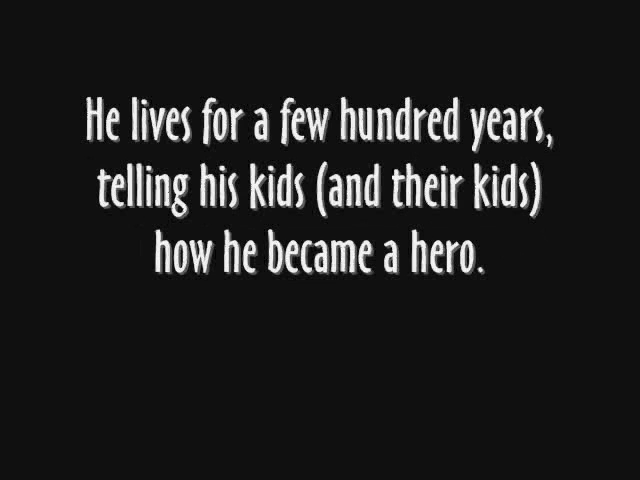 He lives for a few hundred years,
telling his kids (and their kids)
how he became a hero.